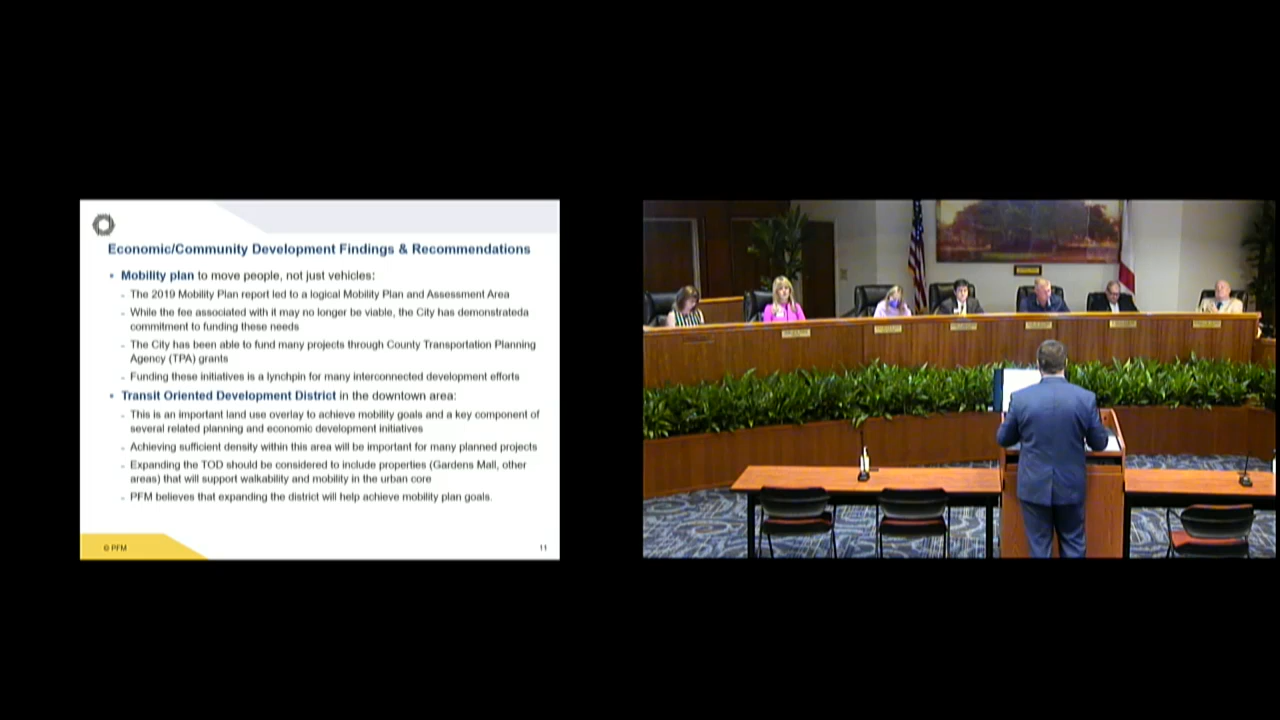 Economic/Community Development Findings & Recommendations
• Mobility plan to move people, not just vehicles:
- The 2019 Mobility Plan report led to a logical Mobility Plan and Assessment Area
- While the fee associated with it may no longer be viable, the City has demonstrateda
commitment to funding these needs
- The City has been able to fund many projects through County Transportation Planning
Agency (TPA) grants
- Funding these initiatives is a lynchpin for many interconnected development efforts
• Transit Oriented Development District in the downtown area:
- This is an important land use overlay to achieve mobility goals and a key component of
several related planning and economic development initiatives
- Achieving sufficient density within this area will be important for many planned projects
- Expanding the TOD should be considered to include properties (Gardens Mall, other
areas) that will support walkability and mobility in the urban core
- PFM believes that expanding the district will help achieve mobility plan goals.
© PFM
11